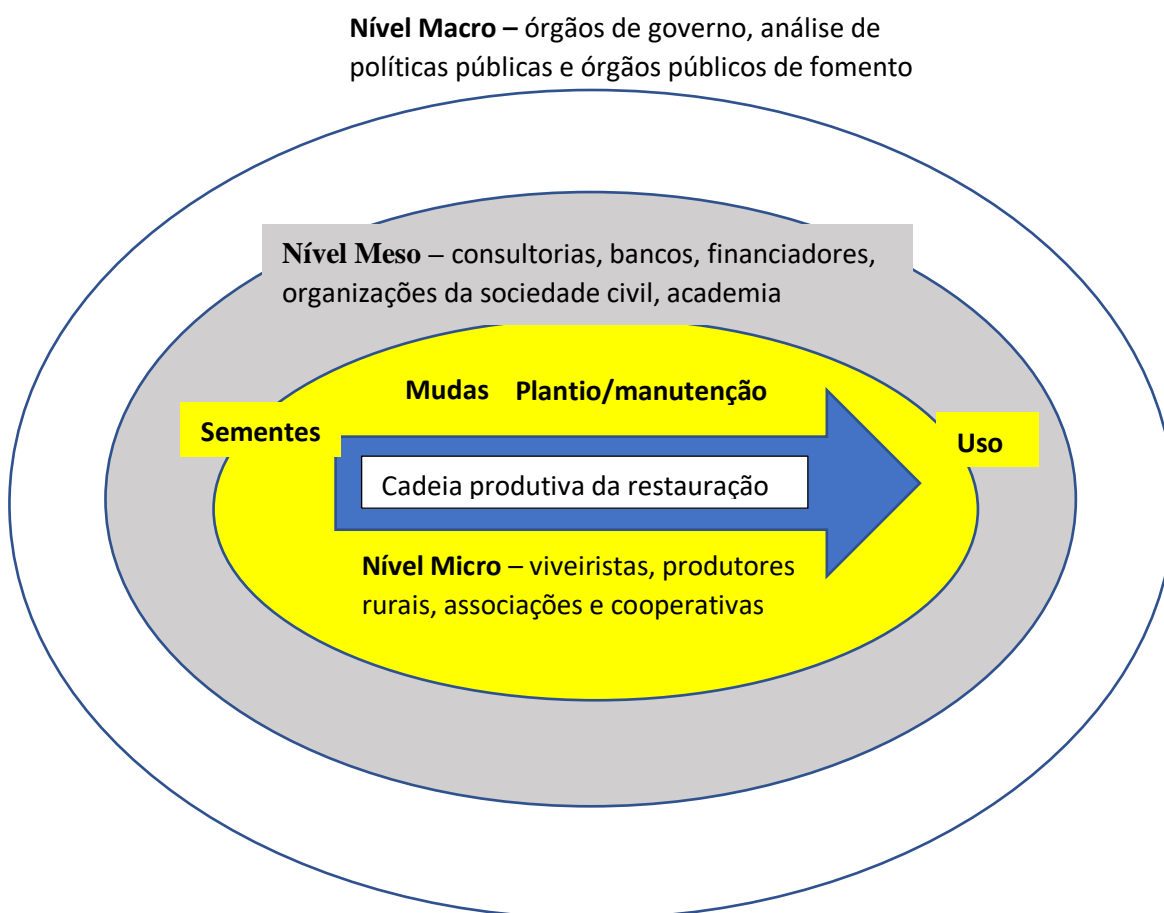 Nível Macro – órgãos de governo, análise de
políticas públicas e órgãos públicos de fomento
Nível Meso – consultorias, bancos, financiadores,
organizações da sociedade civil, academia
Mudas Plantio/manutenção
Sementes
Uso
Cadeia produtiva da restauração
Nível Micro – viveiristas, produtores
rurais, associações e cooperativas